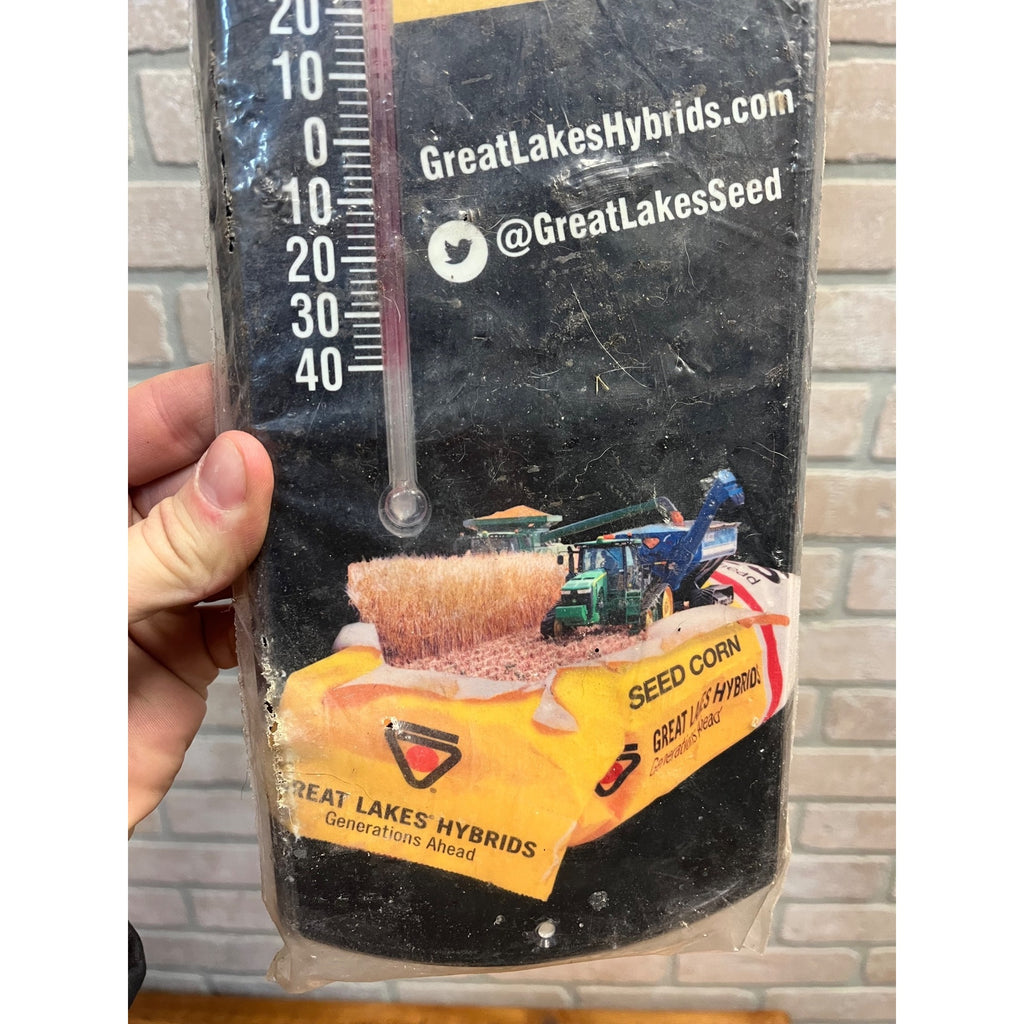 20
10
0
10
20
30
40
GreatLakesHybrids.com
@GreatLakesSeed
SEED CORN
GREAT LAKES HYBRIDS
Generations Ahead
REAT LAKES® HYBRIDS
Generations Ahead